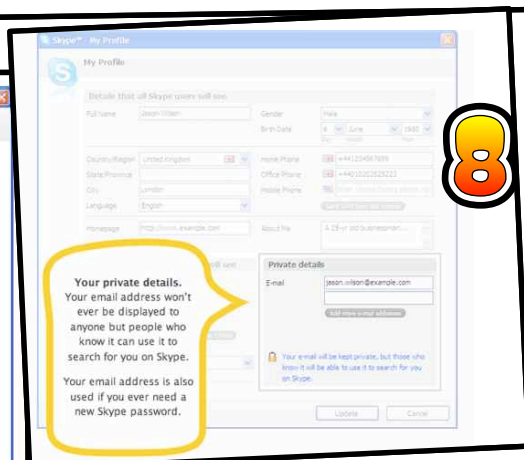 Skype™ - My Profile
My Profile
Details that all Skype users will see
Full name
Jason Wilson
Gender
Male
Birth Date
6 June 1980
Country/Region
United Kingdom
Home Phone
State/Province
Office Phone
City
London
Mobile Phone
Language
English
Homepage
http://www.example.com
About Me
A 25-yr old businessman...
8
Private details
E-mail
jason.wilson@example.com
Add more e-mail addresses
Your e-mail will be kept private, but those who
know it will be able to use it to search for you
on Skype.
Your private details.
Your email address won't
ever be displayed to
anyone but people who
know it can use it to
search for you on Skype.
Your email address is also
used if you ever need a
new Skype password.
Update
Cancel